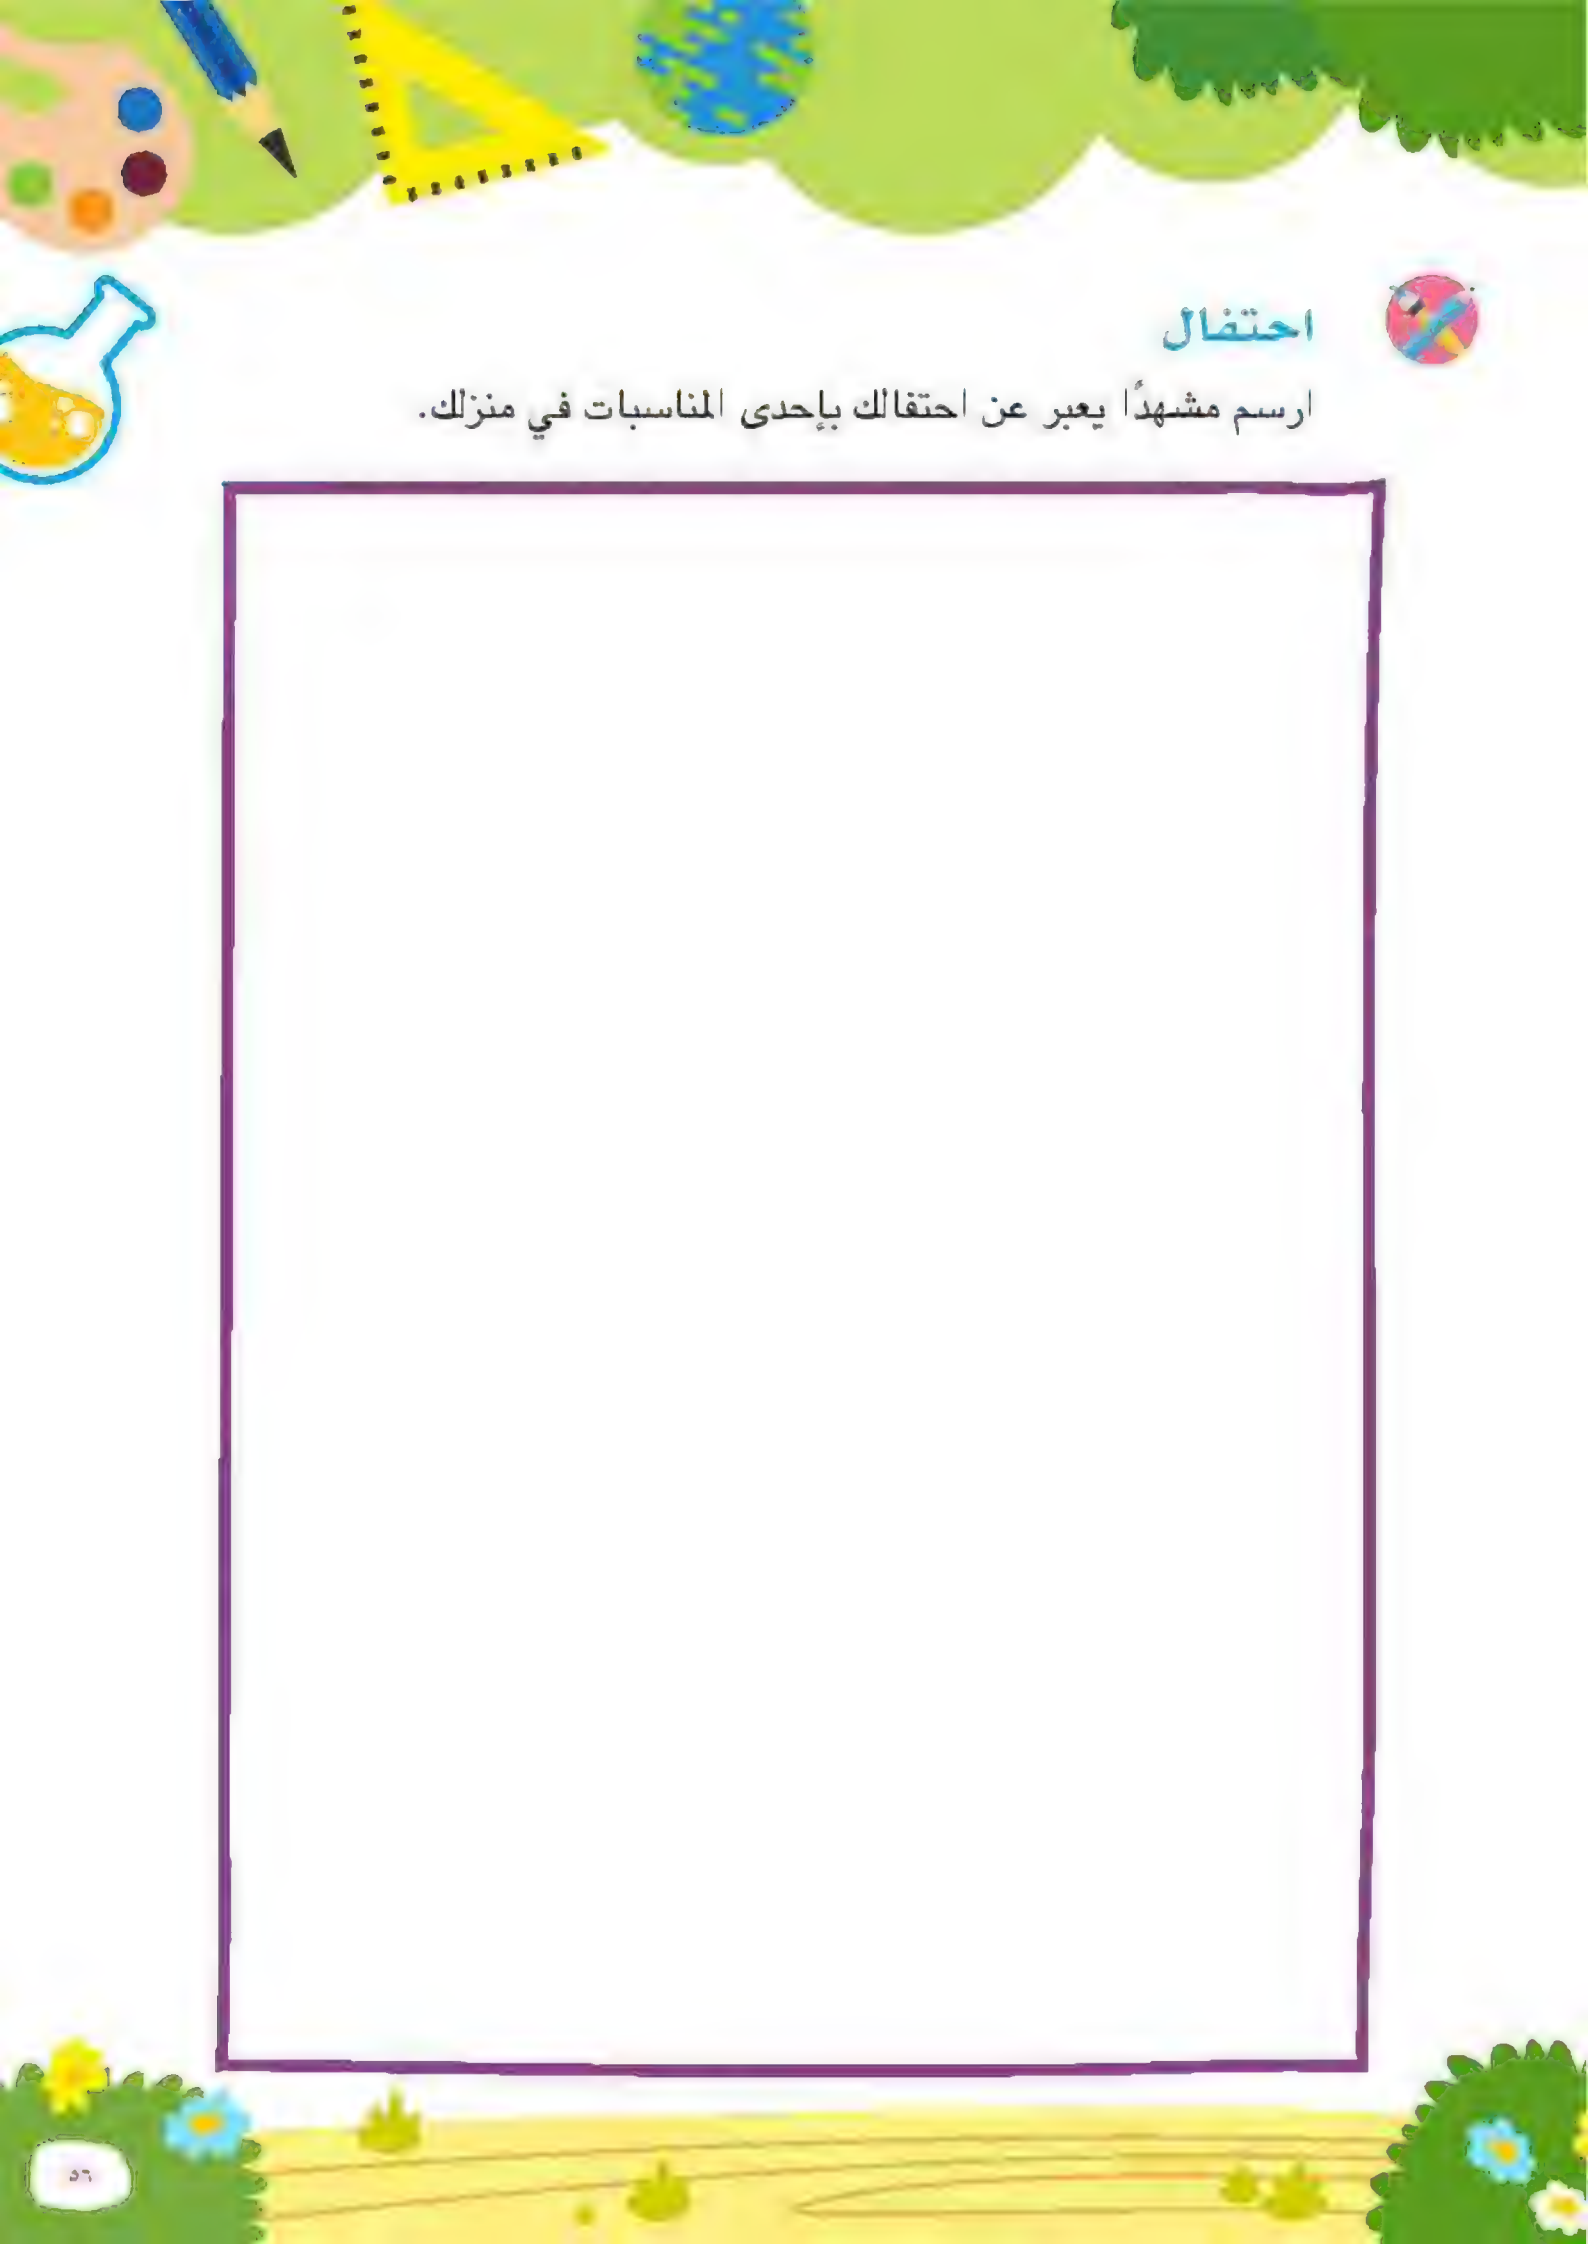 احتفال
ارسم مشهدًا يعبر عن احتفالك بإحدى المناسبات في منزلك.
٥٦